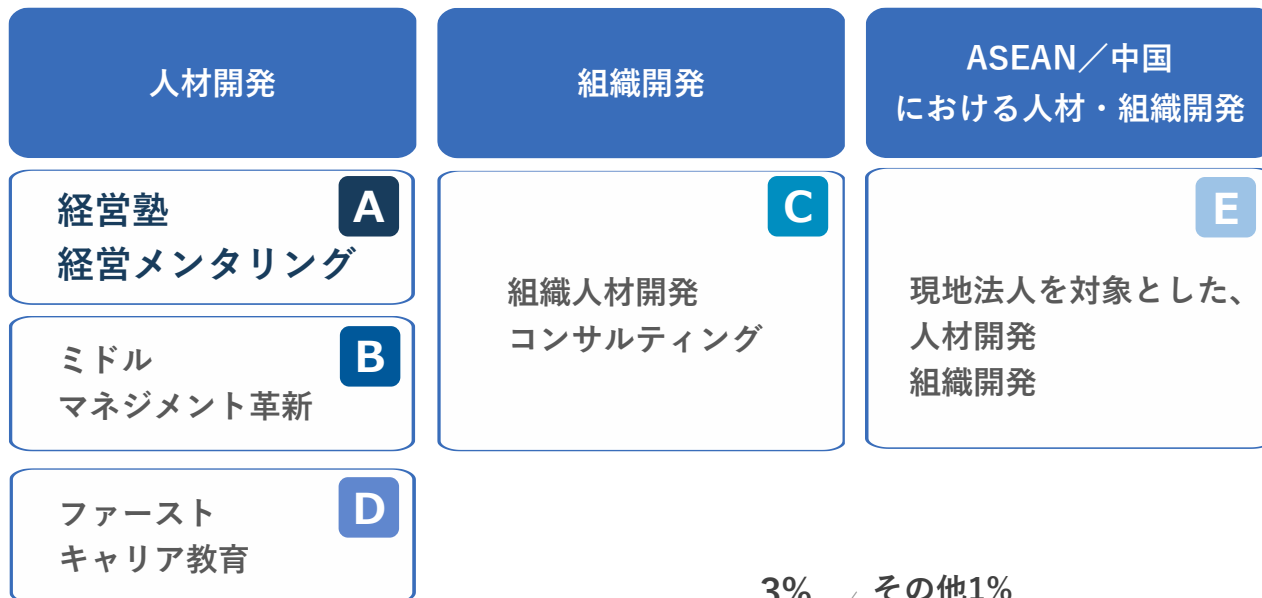 人材開発
経営塾
経営メンタリング
A
ミドル
マネジメント革新
B
ファースト
キャリア教育
D
組織開発
組織人材開発
コンサルティング
C
ASEAN／中国
における人材・組織開発
現地法人を対象とした、
人材開発
組織開発
E
3%
その他1%